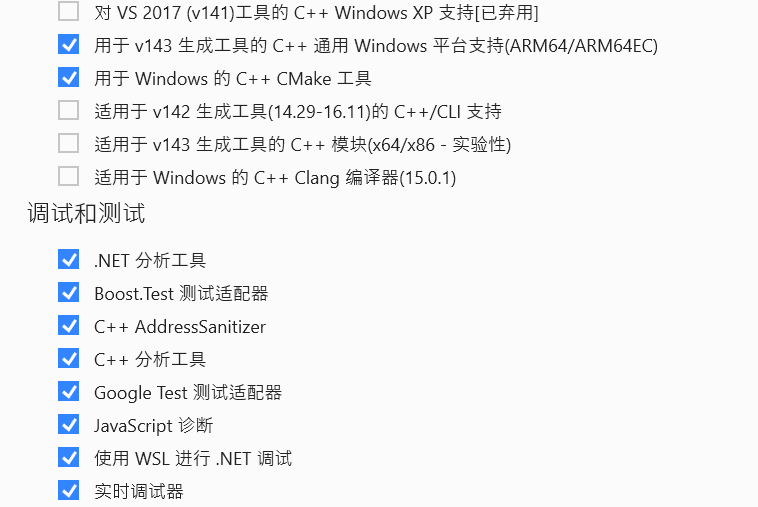 对 VS 2017 (v141)工具的 C++ Windows XP 支持[已弃用]
用于 v143 生成工具的 C++ 通用 Windows 平台支持(ARM64/ARM64EC)
用于 Windows 的 C++ CMake 工具
适用于 v142 生成工具(14.29-16.11)的 C++/CLI 支持
适用于 v143 生成工具的 C++ 模块(x64/x86 - 实验性)
适用于 Windows 的 C++ Clang 编译器(15.0.1)
调试和测试
.NET 分析工具
Boost.Test 测试适配器
C++ AddressSanitizer
C++ 分析工具
Google Test 测试适配器
JavaScript 诊断
使用 WSL 进行 .NET 调试
实时调试器